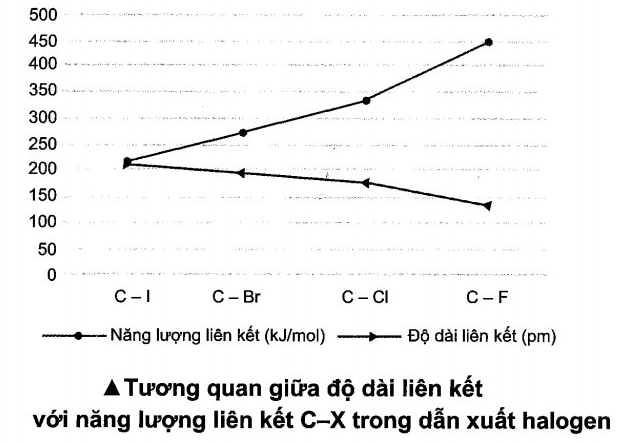 500
450
400
350
300
250
200
150
100
50
0
C – I C – Br C – Cl C – F
Năng lượng liên kết (kJ/mol) Độ dài liên kết (pm)
▲Tương quan giữa độ dài liên kết
với năng lượng liên kết C–X trong dẫn xuất halogen